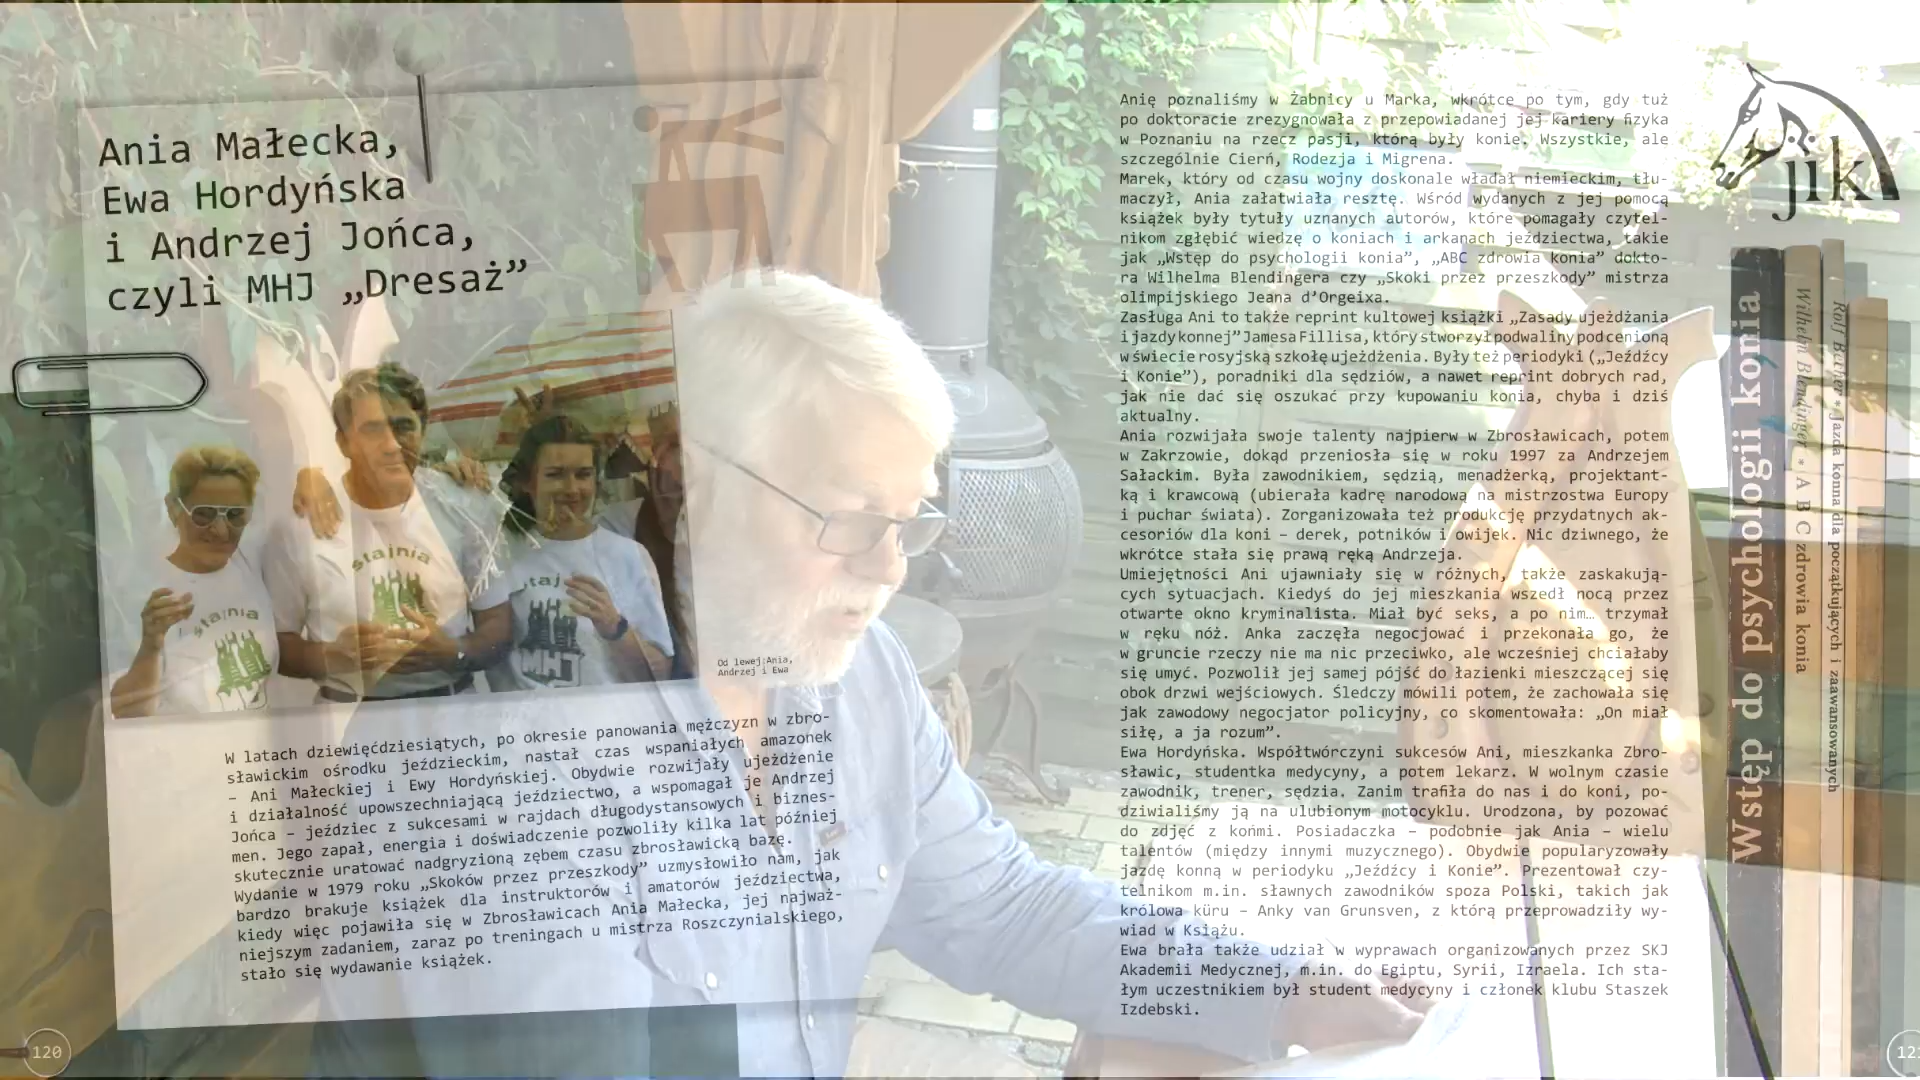 Ania Małecka,
Ewa Hordyńska
i Andrzej Jońca,
czyli MHJ „Dresaż”
stajnia
stajnia
staj
MHJ
Od lewej:Ania,
Andrzej i Ewa
W latach dziewięćdziesiątych, po okresie panowania mężczyzn w zbro-
sławickim ośrodku jeździeckim, nastał czas wspaniałych amazonek
– Ani Małeckiej i Ewy Hordyńskiej. Obydwie rozwijały ujeżdżenie
i działalność upowszechniającą jeździectwo, a wspomagał je Andrzej
Jońca – jeździec z sukcesami w rajdach długodystansowych i biznes-
men. Jego zapał, energia i doświadczenie pozwoliły kilka lat później
skutecznie uratować nadgryzioną zębem czasu zbrosławicką bazę.
Wydanie w 1979 roku „Skoków przez przeszkody” uzmysłowiło nam, jak
bardzo brakuje książek dla instruktorów i amatorów jeździectwa,
kiedy więc pojawiła się w Zbrosławicach Ania Małecka, jej najważ-
niejszym zadaniem, zaraz po treningach u mistrza Roszczynialskiego,
stało się wydawanie książek.
120
Anię poznaliśmy w Żabnicy u Marka, wkrótce po tym, gdy tuż
po doktoracie zrezygnowała z przepowiadanej jej kariery fizyka
w Poznaniu na rzecz pasji, którą były konie. Wszystkie, ale
szczególnie Cierń, Rodezja i Migrena.
Marek, który od czasu wojny doskonale władał niemieckim, tłu-
maczył, Ania załatwiała resztę. Wśród wydanych z jej pomocą
książek były tytuły uznanych autorów, które pomagały czytel-
nikom zgłębić wiedzę o koniach i arkanach jeździectwa, takie
jak „Wstęp do psychologii konia”, „ABC zdrowia konia” dokto-
ra Wilhelma Blendingera czy „Skoki przez przeszkody” mistrza
olimpijskiego Jeana d’Orgeixa.
Zasługa Ani to także reprint kultowej książki „Zasady ujeżdżania
i jazdy konnej” Jamesa Fillisa, który stworzył podwaliny pod cenioną
w świecie rosyjską szkołę ujeżdżenia. Były też periodyki („Jeźdźcy
i Konie”), poradniki dla sędziów, a nawet reprint dobrych rad,
jak nie dać się oszukać przy kupowaniu konia, chyba i dziś
aktualny.
Ania rozwijała swoje talenty najpierw w Zbrosławicach, potem
w Zakrzowie, dokąd przeniosła się w roku 1997 za Andrzejem
Sałackim. Była zawodnikiem, sędzią, menadżerką, projektant-
ką i krawcową (ubierała kadrę narodową na mistrzostwa Europy
i puchar świata). Zorganizowała też produkcję przydatnych ak-
cesoriów dla koni – derek, potników i owijek. Nic dziwnego, że
wkrótce stała się prawą ręką Andrzeja.
Umiejętności Ani ujawniały się w różnych, także zaskakują-
cych sytuacjach. Kiedyś do jej mieszkania wszedł nocą przez
otwarte okno kryminalista. Miał być seks, a po nim… trzymał
w ręku nóż. Anka zaczęła negocjować i przekonała go, że
w gruncie rzeczy nie ma nic przeciwko, ale wcześniej chciałaby
się umyć. Pozwolił jej samej pójść do łazienki mieszczącej się
obok drzwi wejściowych. Śledczy mówili potem, że zachowała się
jak zawodowy negocjator policyjny, co skomentowała: „On miał
siłę, a ja rozum”.
Ewa Hordyńska. Współtwórczyni sukcesów Ani, mieszkanka Zbro-
sławic, studentka medycyny, a potem lekarz. W wolnym czasie
zawodnik, trener, sędzia. Zanim trafiła do nas i do koni, po-
dziwialiśmy ją na ulubionym motocyklu. Urodzona, by pozować
do zdjęć z końmi. Posiadaczka – podobnie jak Ania – wielu
talentów (między innymi muzycznego). Obydwie popularyzowały
jazdę konną w periodyku „Jeźdźcy i Konie”. Prezentował czy-
telnikom m.in. sławnych zawodników spoza Polski, takich jak
królowa küru – Anky van Grunsven, z którą przeprowadziły wy-
wiad w Książu.
Ewa brała także udział w wyprawach organizowanych przez SKJ
Akademii Medycznej, m.in. do Egiptu, Syrii, Izraela. Ich sta-
łym uczestnikiem był student medycyny i członek klubu Staszek
Izdebski.
jik
Wstęp do psychologii konia
Wilhelm Blendinger * A B C zdrowia konia
Rolf Becher * Jazda konna dla początkujących i zaawansowanych
121